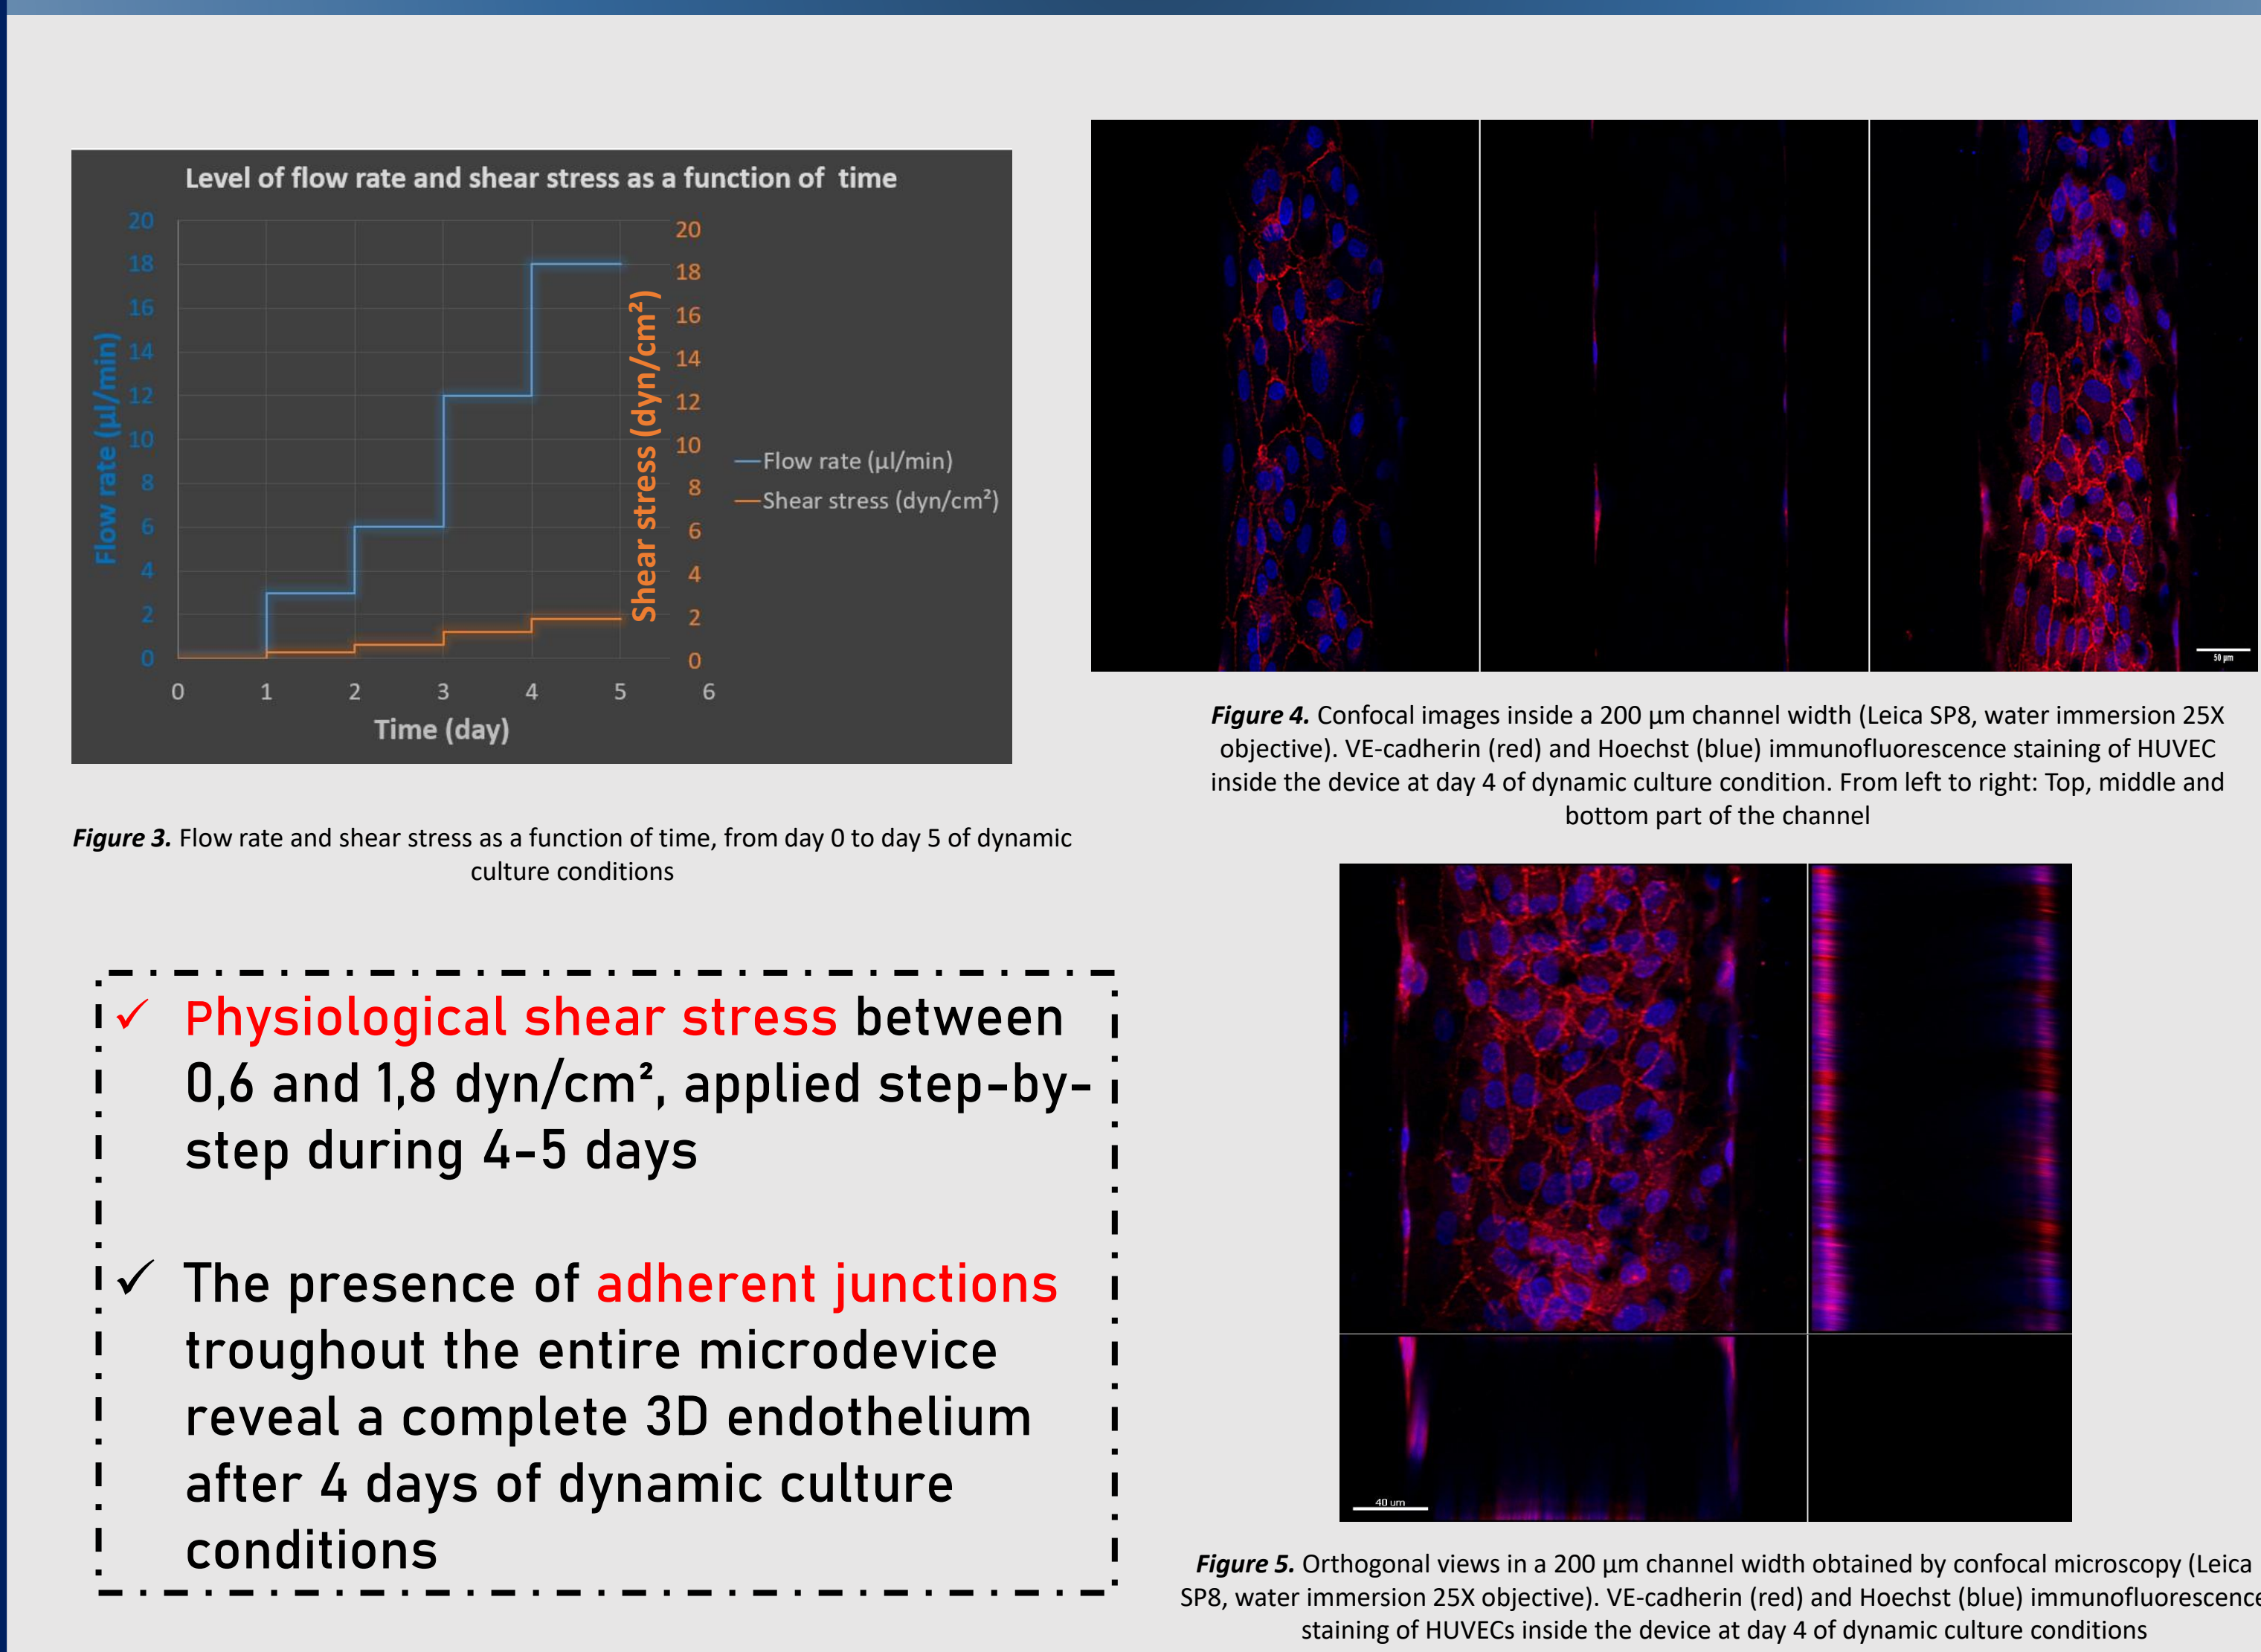 Level of flow rate and shear stress as a function of time
20
18
16
14
12
10
8
6
4
2
0
Flow rate (µl/min)
20
18
16
14
12
10
8
6
4
2
0
Shear stress (dyn/cm²)
Flow rate (µl/min)
Shear stress (dyn/cm²)
0 1 2 3 4 5 6
Time (day)
Figure 3. Flow rate and shear stress as a function of time, from day 0 to day 5 of dynamic
culture conditions
50 µm
Figure 4. Confocal images inside a 200 µm channel width (Leica SP8, water immersion 25X
objective). VE-cadherin (red) and Hoechst (blue) immunofluorescence staining of HUVEC
inside the device at day 4 of dynamic culture condition. From left to right: Top, middle and
bottom part of the channel
✓ Physiological shear stress between
0,6 and 1,8 dyn/cm², applied step-by-
step during 4-5 days
✓ The presence of adherent junctions
troughout the entire microdevice
reveal a complete 3D endothelium
after 4 days of dynamic culture
conditions
40 um
Figure 5. Orthogonal views in a 200 µm channel width obtained by confocal microscopy (Leica
SP8, water immersion 25X objective). VE-cadherin (red) and Hoechst (blue) immunofluorescence
staining of HUVECs inside the device at day 4 of dynamic culture conditions